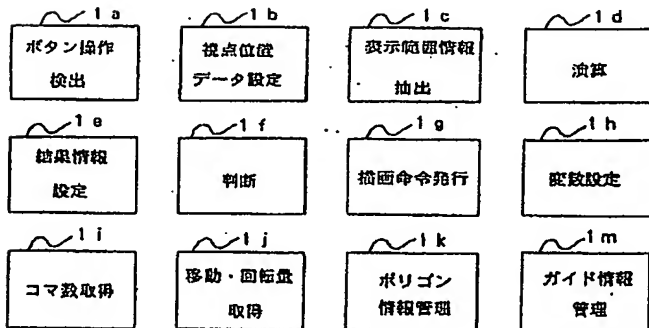 1a
ボタン操作
検出
1b
視点位置
データ設定
1c
表示範囲情報
抽出
1d
演算
1e
結果情報
設定
1f
判断
1g
描画命令発行
1h
変数設定
1i
コマ数取得
1j
移動・回転量
取得
1k
ポリゴン
情報管理
1m
ガイド情報
管理